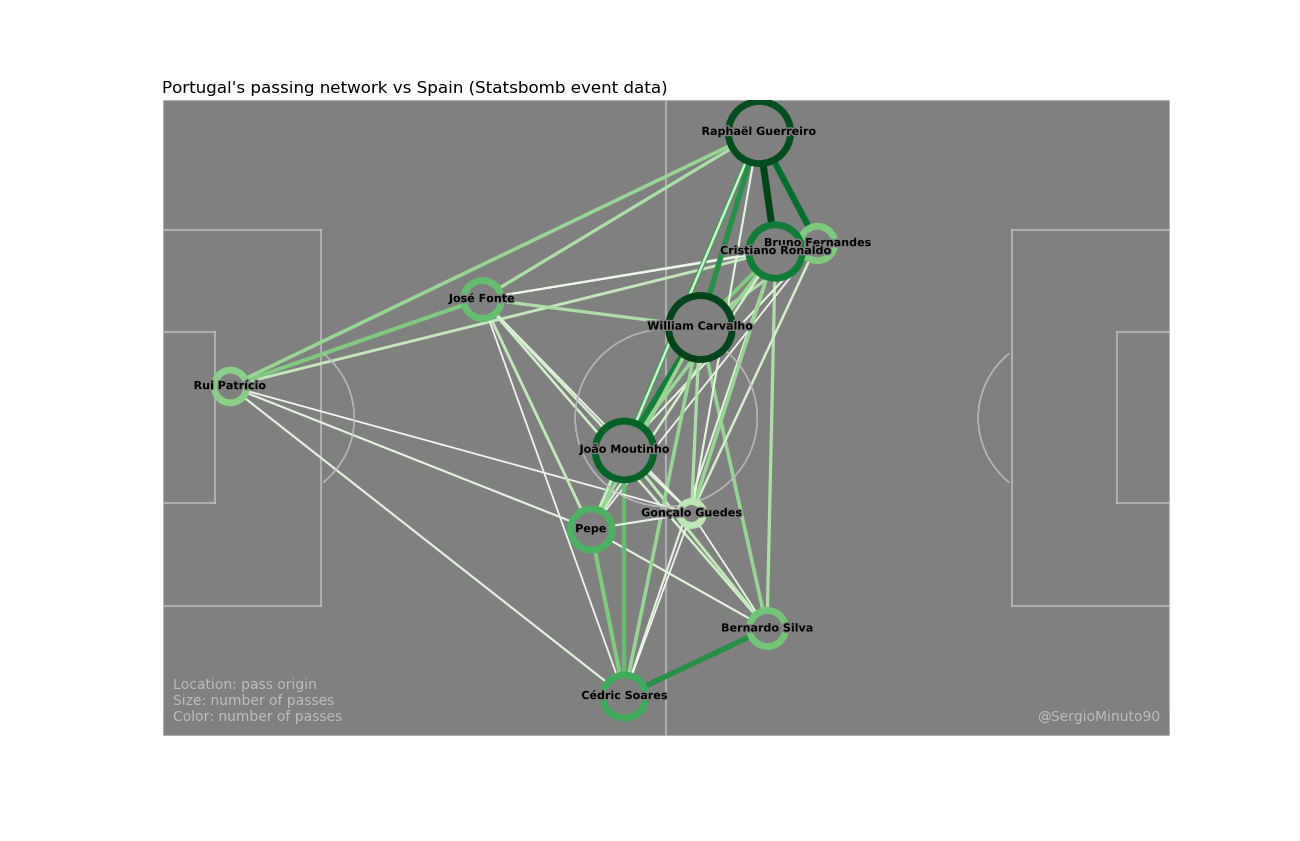 Portugal's passing network vs Spain (Statsbomb event data)
Raphaël Guerreiro
Bruno Fernandes
Cristiano Ronaldo
José Fonte
William Carvalho
Rui Patrício
João Moutinho
Gonçalo Guedes
Pepe
Bernardo Silva
Cédric Soares
Location: pass origin
Size: number of passes
Color: number of passes
@SergioMinuto90